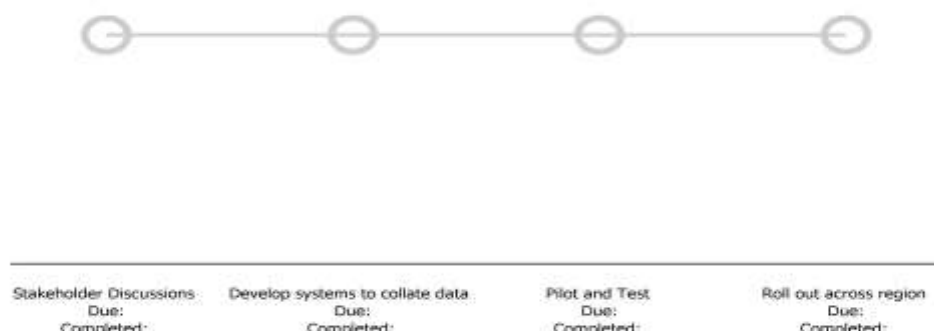 Stakeholder Discussions
Due:
Completed:
Develop systems to collate data
Due:
Completed:
Pilot and Test
Due:
Completed:
Roll out across region
Due:
Completed: